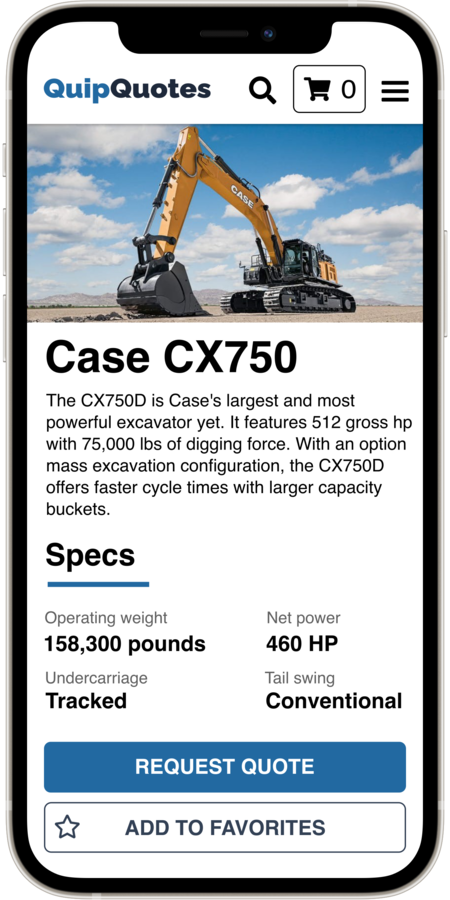 QuipQuotes
0
CASE
Case CX750
The CX750D is Case's largest and most
powerful excavator yet. It features 512 gross hp
with 75,000 lbs of digging force. With an option
mass excavation configuration, the CX750D
offers faster cycle times with larger capacity
buckets.
Specs
Operating weight
Net power
158,300 pounds
460 HP
Undercarriage
Tail swing
Tracked
Conventional
REQUEST QUOTE
ADD TO FAVORITES